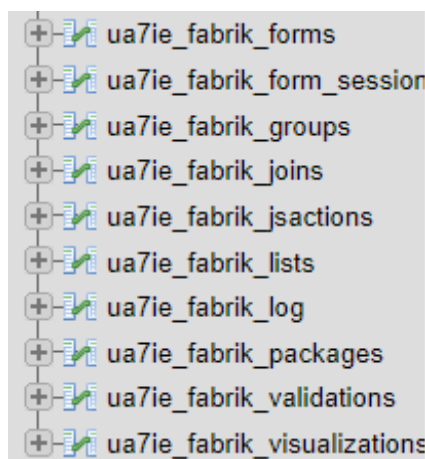 ua7ie_fabrik_forms
ua7ie_fabrik_form_session
ua7ie_fabrik_groups
ua7ie_fabrik_joins
ua7ie_fabrik_jsactions
ua7ie_fabrik_lists
ua7ie_fabrik_log
ua7ie_fabrik_packages
ua7ie_fabrik_validations
ua7ie_fabrik_visualizations